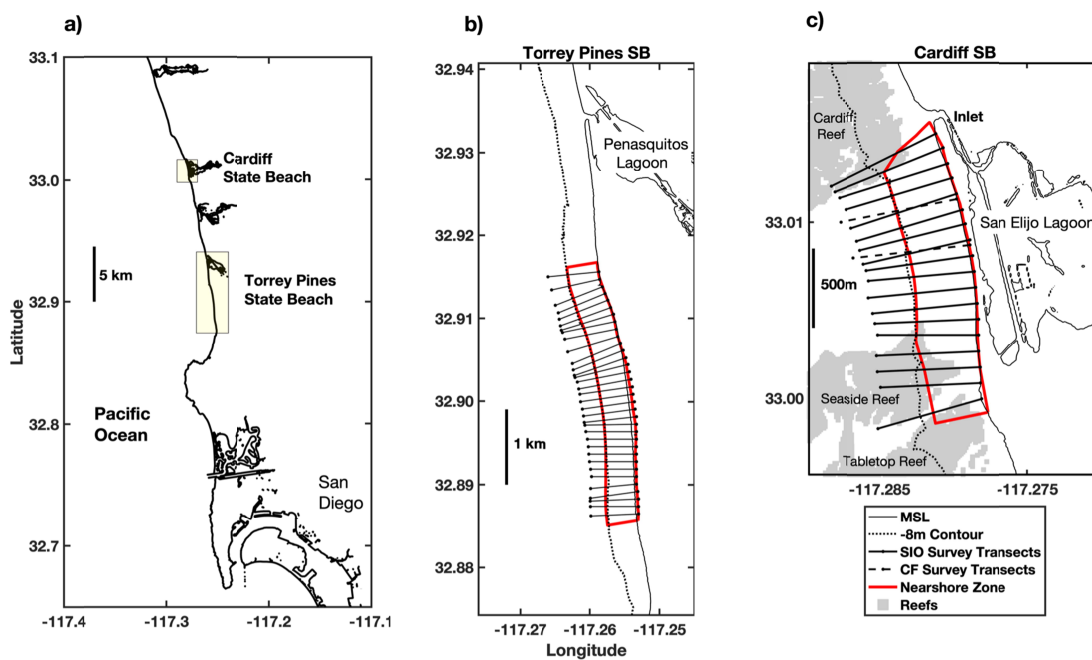 a)
33.1
33.0
32.9
32.8
32.7
Latitude
-117.4
-117.3
-117.2
-117.1
Cardiff
State Beach
5 km
Torrey Pines
State Beach
Pacific
Ocean
San
Diego
b)
Torrey Pines SB
32.94
32.93
32.92
32.91
32.90
32.89
32.88
Penasquitos
Lagoon
1 km
-117.27
-117.26
-117.25
Longitude
c)
Cardiff SB
Cardiff
Reef
Inlet
33.01
San Elijo Lagoon
500m
33.00
Seaside Reef
Tabletop Reef
-117.285
-117.275
MSL
-8m Contour
SIO Survey Transects
CF Survey Transects
Nearshore Zone
Reefs